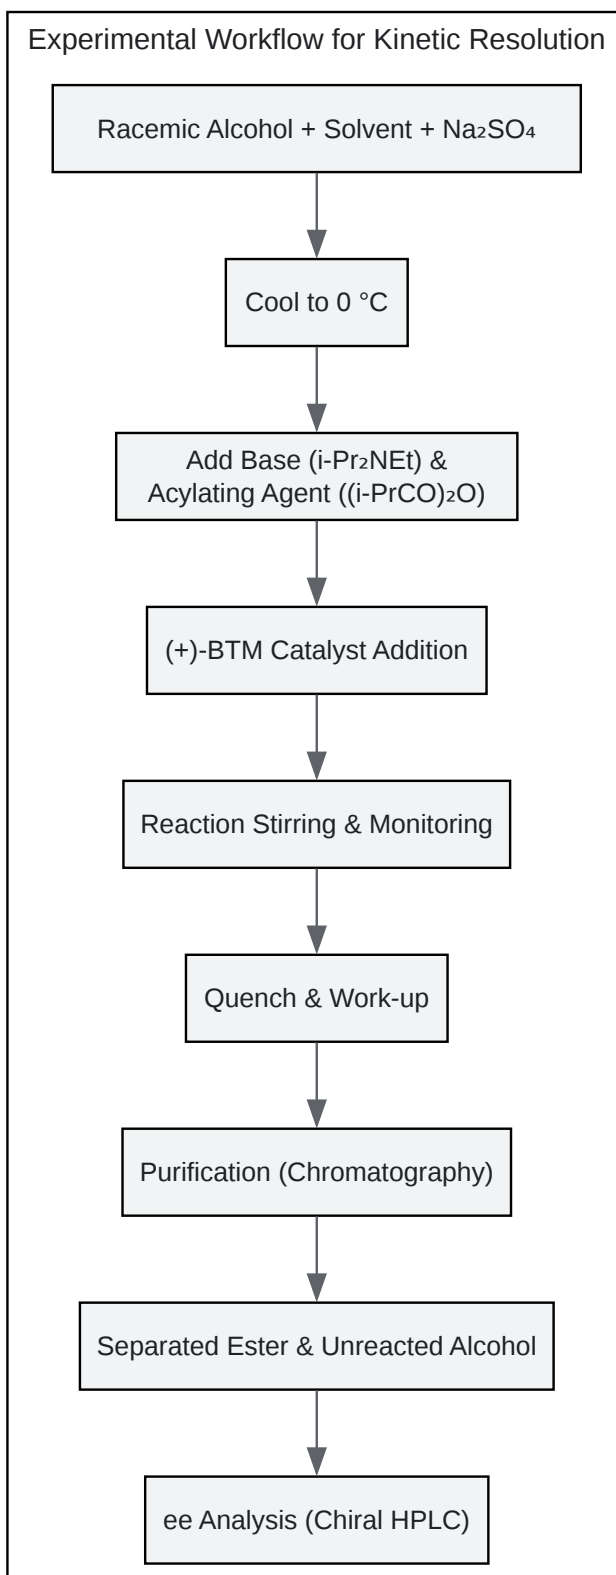 Experimental Workflow for Kinetic Resolution
Racemic Alcohol + Solvent + Na₂SO₄
Cool to 0 °C
Add Base (i-Pr₂NEt) &
Acylating Agent ((i-PrCO)₂O)
(+)-BTM Catalyst Addition
Reaction Stirring & Monitoring
Quench & Work-up
Purification (Chromatography)
Separated Ester & Unreacted Alcohol
ee Analysis (Chiral HPLC)